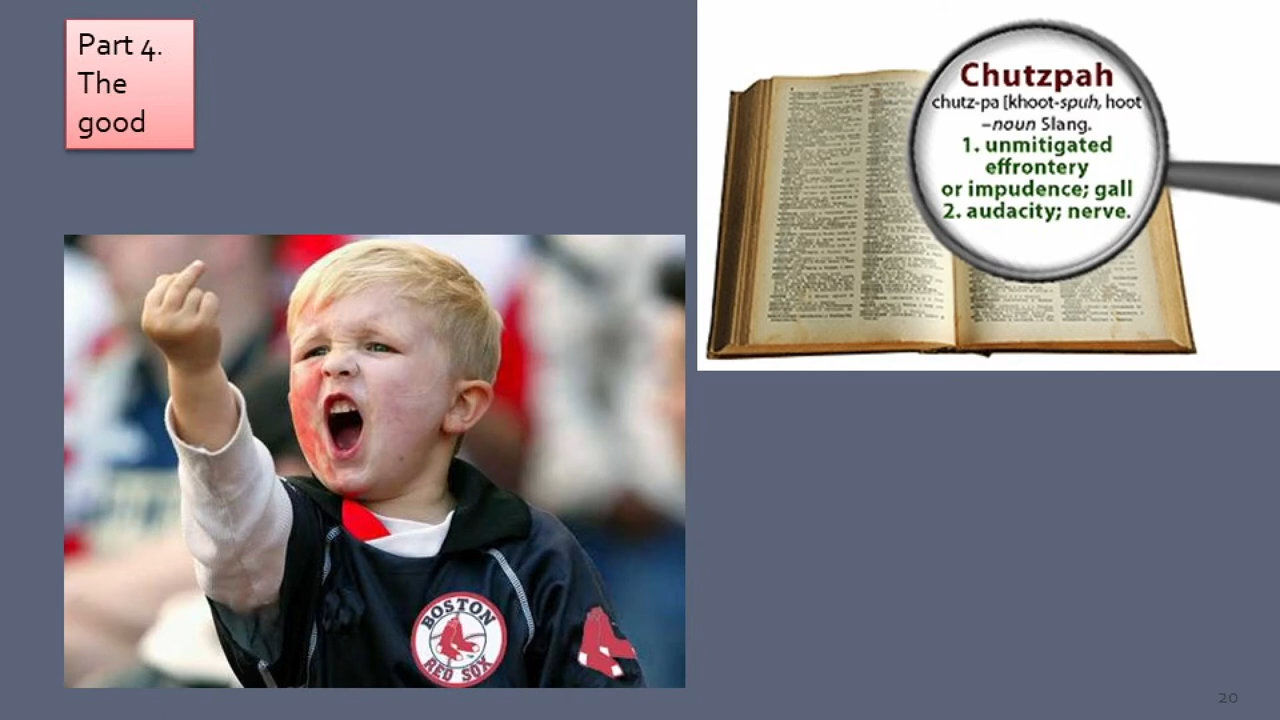 Part 4.
The
good
Chutzpah
chutz-pa [khoot-spuh, hoot
–noun Slang.
1. unmitigated
effrontery
or impudence; gall
2. audacity; nerve.
BOSTON
RED SOX
20